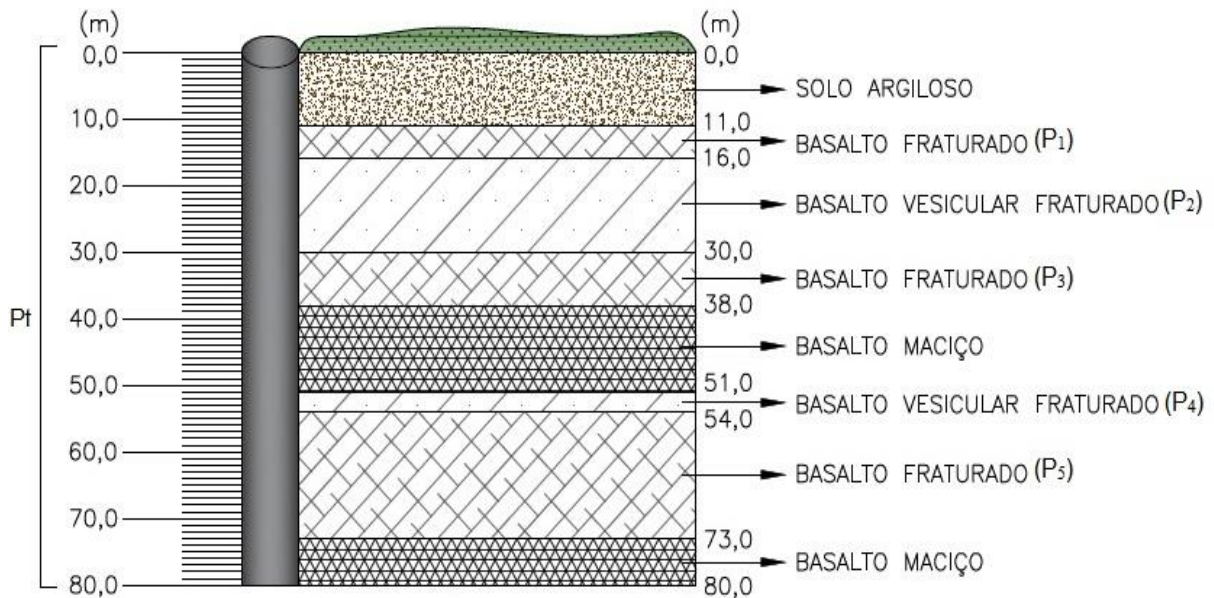 (m) (m)
0,0 0,0
SOLO ARGILOSO
10,0 11,0
BASALTO FRATURADO (P1)
16,0
20,0
BASALTO VESICULAR FRATURADO (P2)
30,0 30,0
BASALTO FRATURADO (P3)
Pt
38,0
40,0
BASALTO MACIÇO
50,0 51,0
BASALTO VESICULAR FRATURADO (P4)
54,0
60,0
BASALTO FRATURADO (P5)
70,0
73,0
BASALTO MACIÇO
80,0 80,0